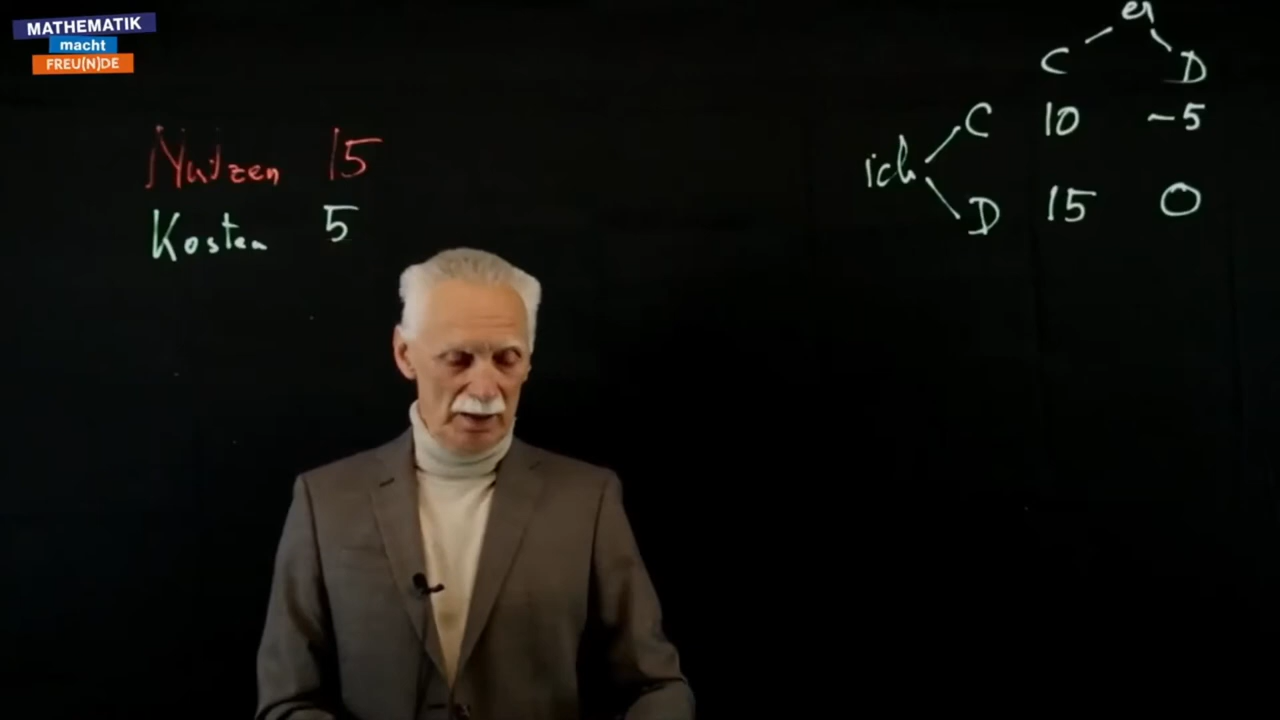 MATHEMATIK
macht
FREU(N)DE
Nutzen 15
Kosten 5
er
C D
ich C 10 -5
D 15 0